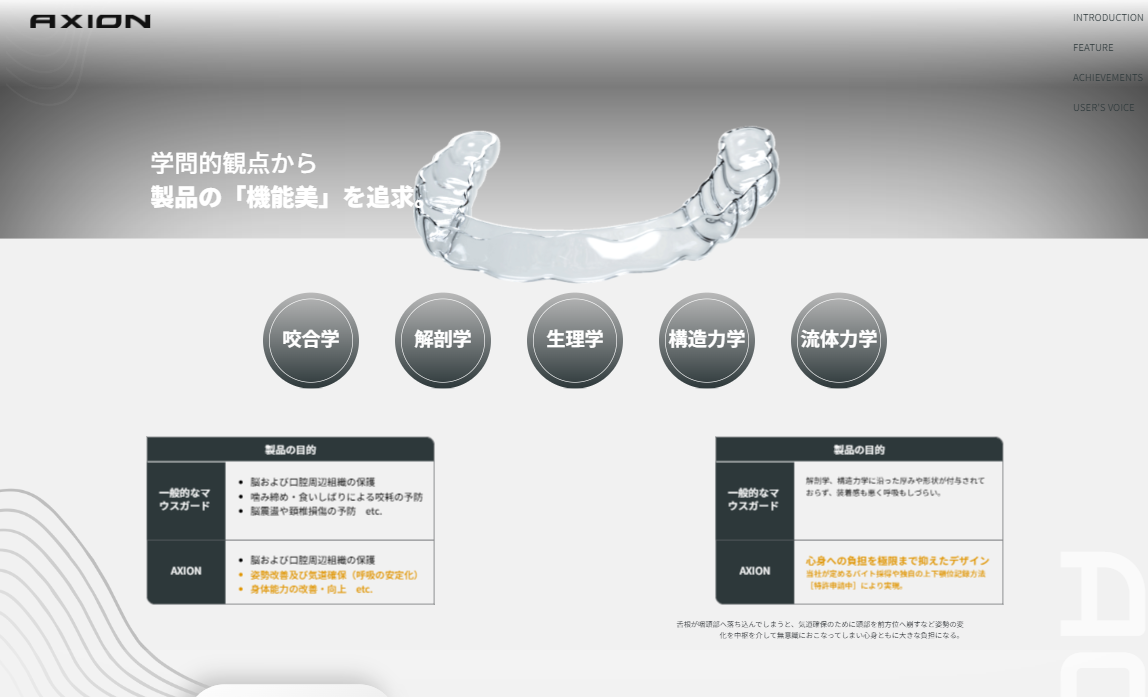 AXION
INTRODUCTION
FEATURE
ACHIEVEMENTS
USER'S VOICE
学問的観点から
製品の「機能美」を追求。
咬合学
解剖学
生理学
構造力学
流体力学
製品の目的
一般的なマ
ウスガード
• 脳および口腔周辺組織の保護
• 噛み締め・食いしばりによる咬耗の予防
• 脳震盪や頸椎損傷の予防 etc.
AXION
• 脳および口腔周辺組織の保護
• 姿勢改善及び気道確保（呼吸の安定化）
• 身体能力の改善・向上 etc.
製品の目的
一般的なマ
ウスガード
解剖学、構造力学に沿った厚みや形状が付与されて
おらず、装着感も悪く呼吸もしづらい。
AXION
心身への負担を極限まで抑えたデザイン
当社が定めるバイト採得や独自の上下顎位記録方法
［特許申請中］により実現。
舌根が咽頭部へ落ち込んでしまうと、気道確保のために頭部を前方位へ崩すなど姿勢の変
化を中枢を介して無意識におこなってしまい心身ともに大きな負担になる。